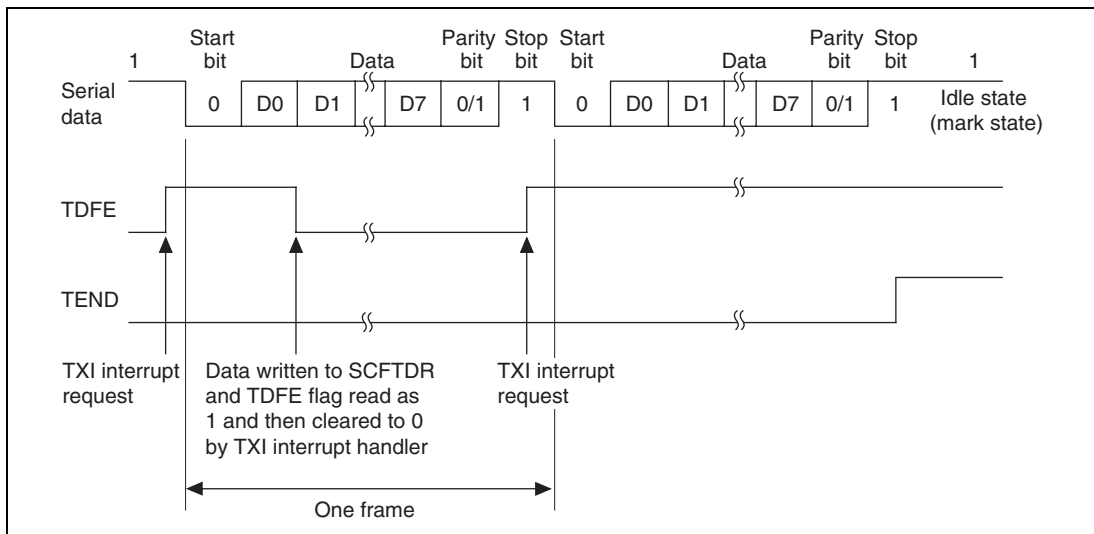 Start bit
Parity bit
Stop bit
Start bit
Parity bit
Stop bit
1
Data
Data
1
Serial data
0
D0
D1
D7
0/1
1
0
D0
D1
D7
0/1
1
Idle state
(mark state)
TDFE
TEND
TXI interrupt
request
Data written to SCFTDR
and TDFE flag read as
1 and then cleared to 0
by TXI interrupt handler
TXI interrupt
request
One frame